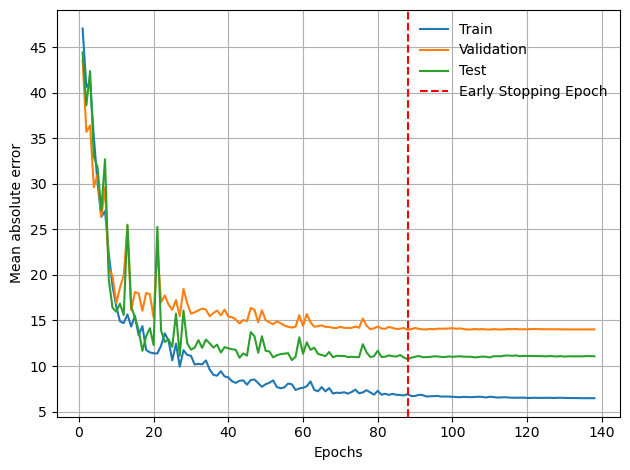 Train
Validation
Test
Early Stopping Epoch
Mean absolute error
45
40
35
30
25
20
15
10
5
0 20 40 60 80 100 120 140
Epochs